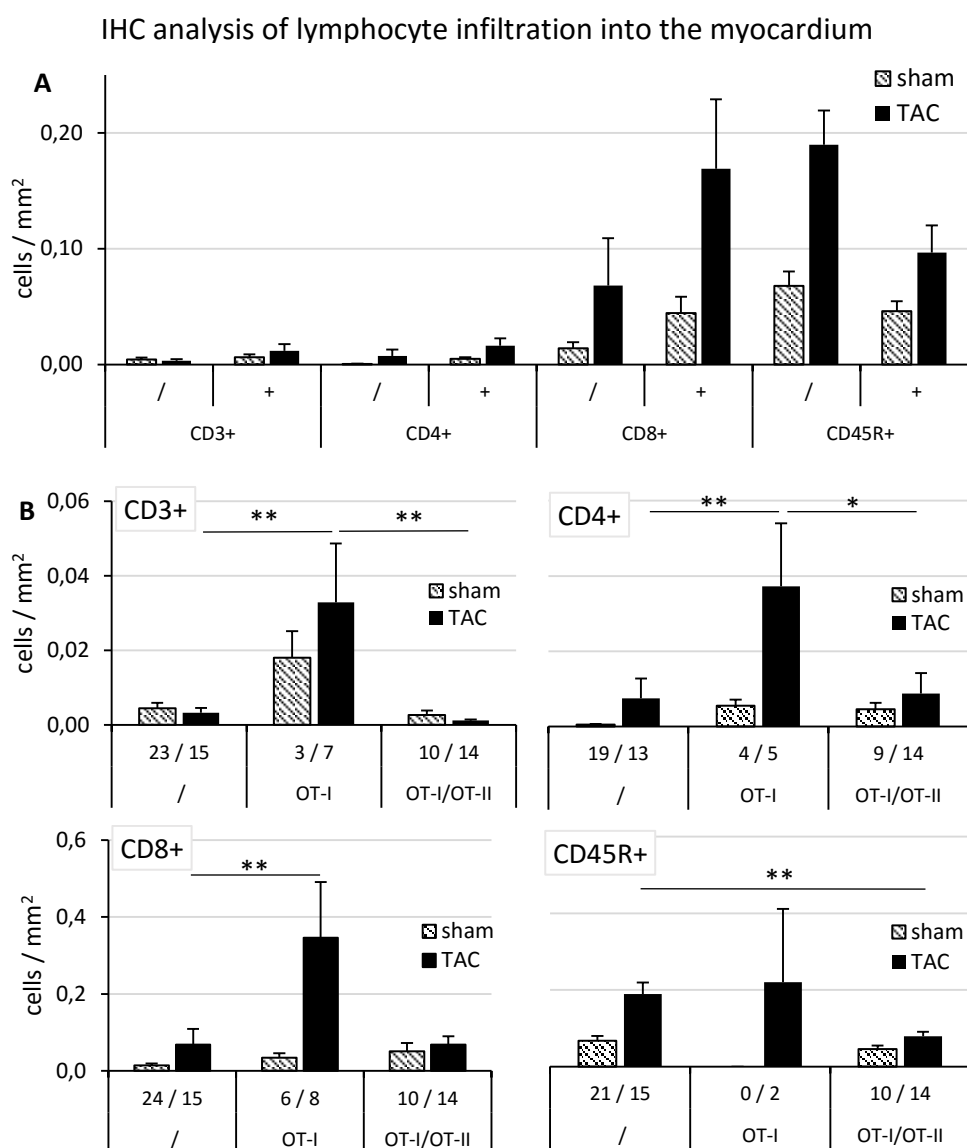 IHC analysis of lymphocyte infiltration into the myocardium
A
sham
TAC
cells / mm²
0,20
0,10
0,00
/ + / + / + / +
CD3+ CD4+ CD8+ CD45R+
B
CD3+
** **
sham
TAC
cells / mm²
0,06
0,04
0,02
0,00
23 / 15 3 / 7 10 / 14
/ OT-I OT-I/OT-II
CD4+
** *
sham
TAC
19 / 13 4 / 5 9 / 14
/ OT-I OT-I/OT-II
CD8+
**
sham
TAC
cells / mm²
0,6
0,4
0,2
0,0
24 / 15 6 / 8 10 / 14
/ OT-I OT-I/OT-II
CD45R+
**
sham
TAC
21 / 15 0 / 2 10 / 14
/ OT-I OT-I/OT-II